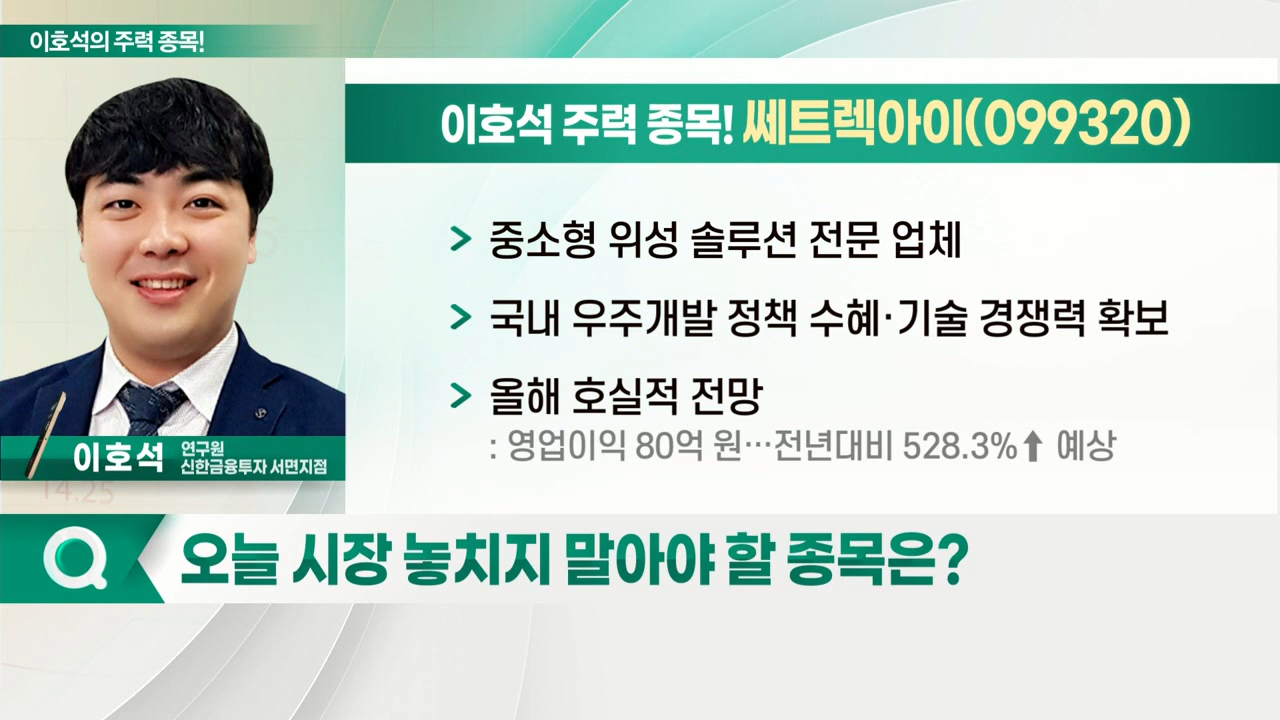 이호석의 주력 종목!
이호석 주력 종목! 쎄트렉아이(099320)
> 중소형 위성 솔루션 전문 업체
> 국내 우주개발 정책 수혜·기술 경쟁력 확보
> 올해 호실적 전망
: 영업이익 80억 원…전년대비 528.3%⬆ 예상
이호석 연구원
신한금융투자 서면지점
14.25
오늘 시장 놓치지 말아야 할 종목은?